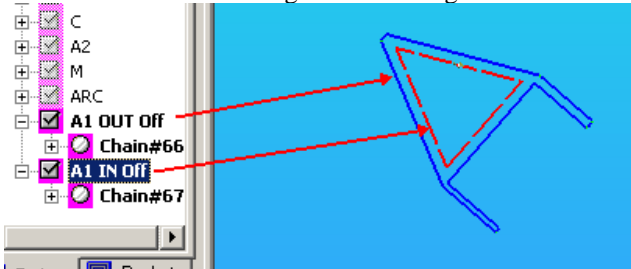 C
A2
M
ARC
A1 OUT Off
Chain#66
A1 IN Off
Chain#67